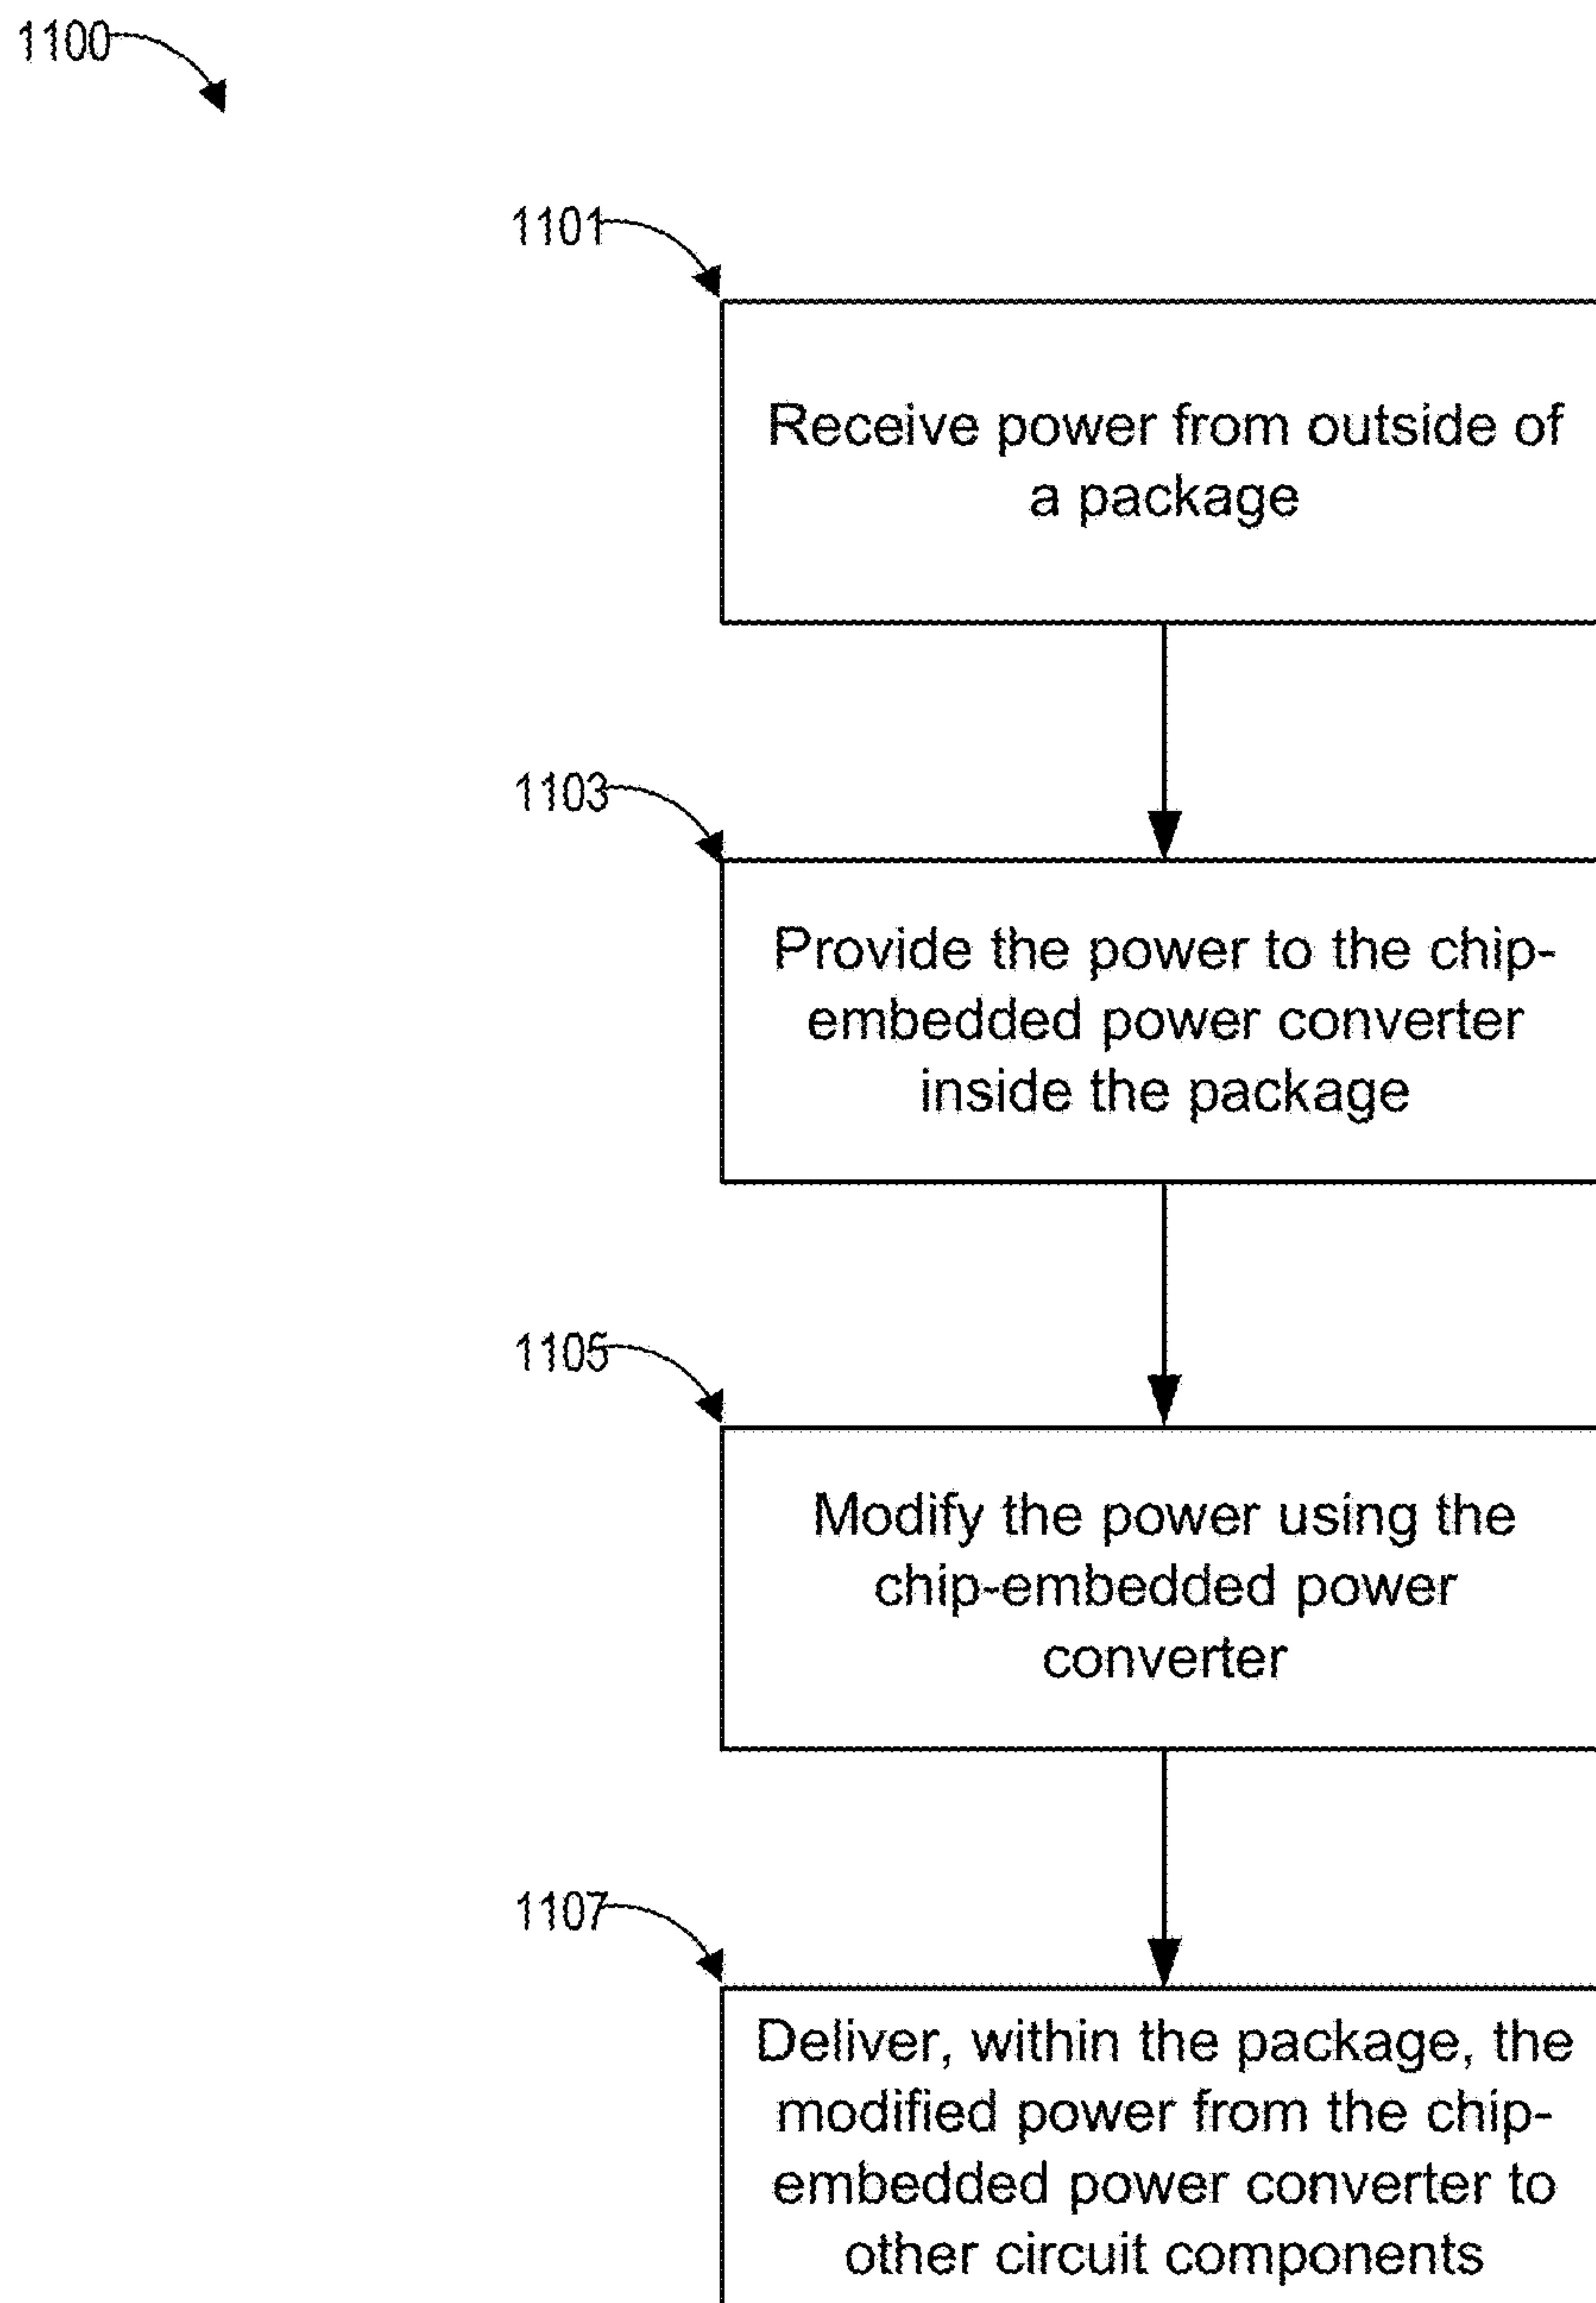 1100
1101
Receive power from outside of
a package
1103
Provide the power to the chip-
embedded power converter
inside the package
1105
Modify the power using the
chip-embedded power
converter
1107
Deliver, within the package, the
modified power from the chip-
embedded power converter to
other circuit components